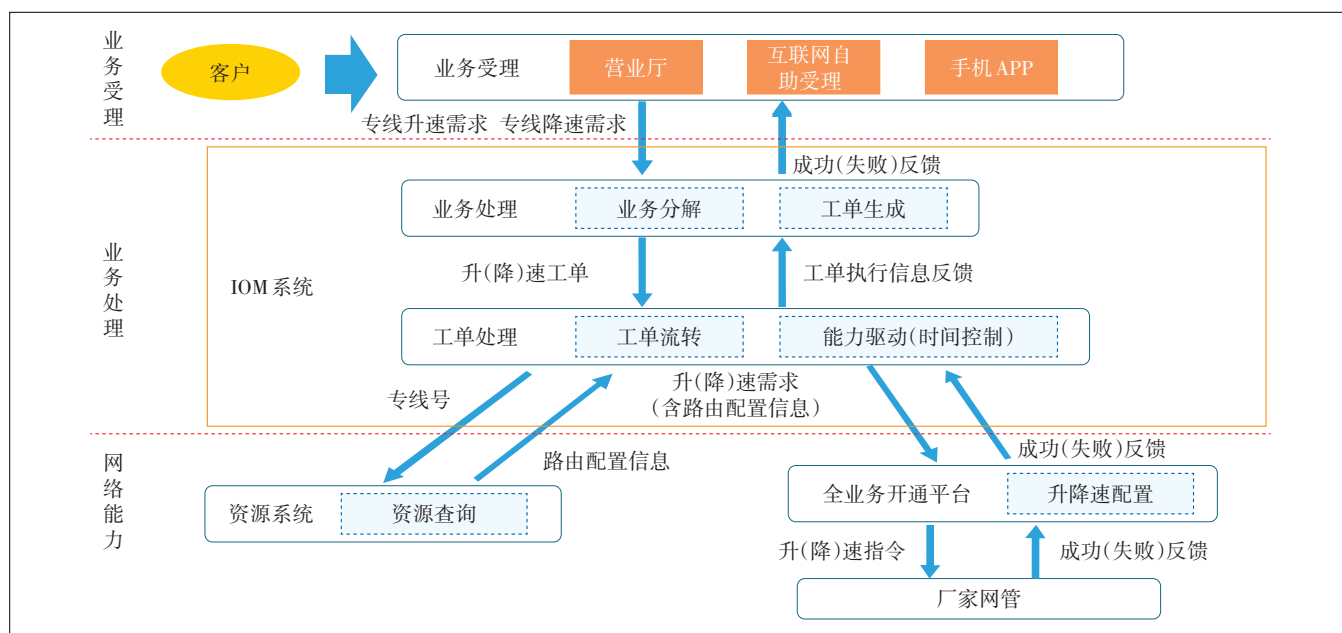 业务受理
客户
业务受理
营业厅
互联网自
助受理
手机APP
专线升速需求
专线降速需求
成功(失败)反馈
业务处理
IOM系统
业务处理
业务分解
工单生成
升(降)速工单
工单执行信息反馈
工单处理
工单流转
能力驱动(时间控制)
专线号
升(降)速需求
(含路由配置信息)
网络能力
路由配置信息
成功(失败)反馈
资源系统
资源查询
全业务开通平台
升降速配置
升(降)速指令
成功(失败)反馈
厂家网管